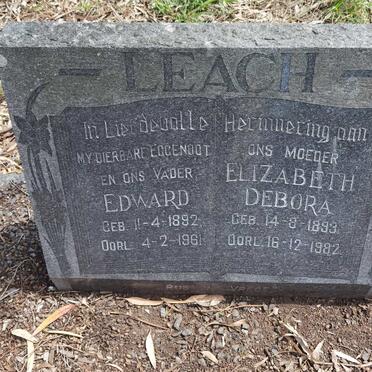 LEACH
In Liefdevolle Herinnering aan
MY DIERBARE EGGENOOT
EN ONS VADER
EDWARD
GEB. 11-4-1892
OORL. 4-2-1961
ONS MOEDER
ELIZABETH
DEBORA
GEB. 14-8-1893
OORL. 16-12-1982